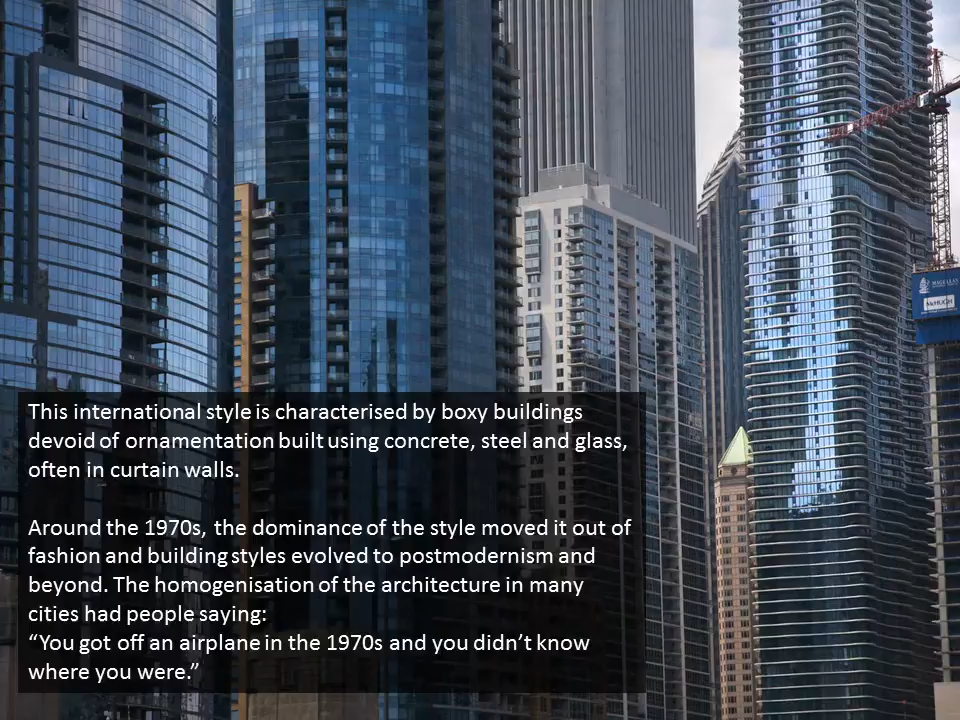 This international style is characterised by boxy buildings
devoid of ornamentation built using concrete, steel and glass,
often in curtain walls.
Around the 1970s, the dominance of the style moved it out of
fashion and building styles evolved to postmodernism and
beyond. The homogenisation of the architecture in many
cities had people saying:
“You got off an airplane in the 1970s and you didn’t know
where you were.”
McHUGH